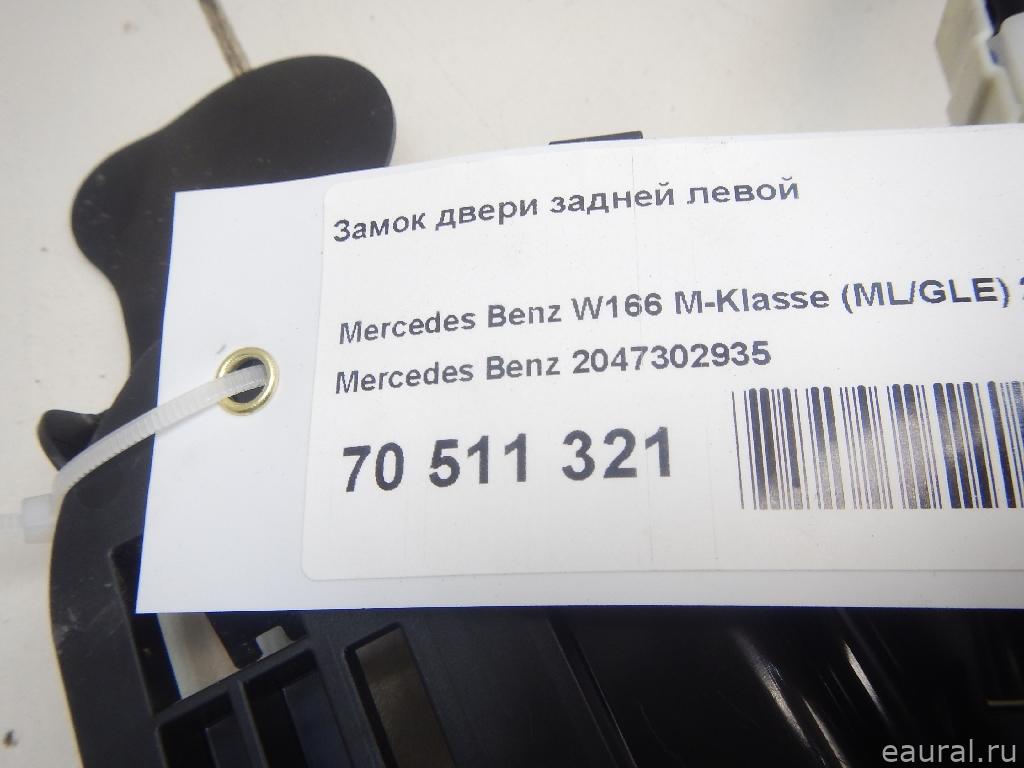 Замок двери задней левой
Mercedes Benz W166 M-Klasse (ML/GLE)
Mercedes Benz 2047302935
70 511 321
eaural.ru